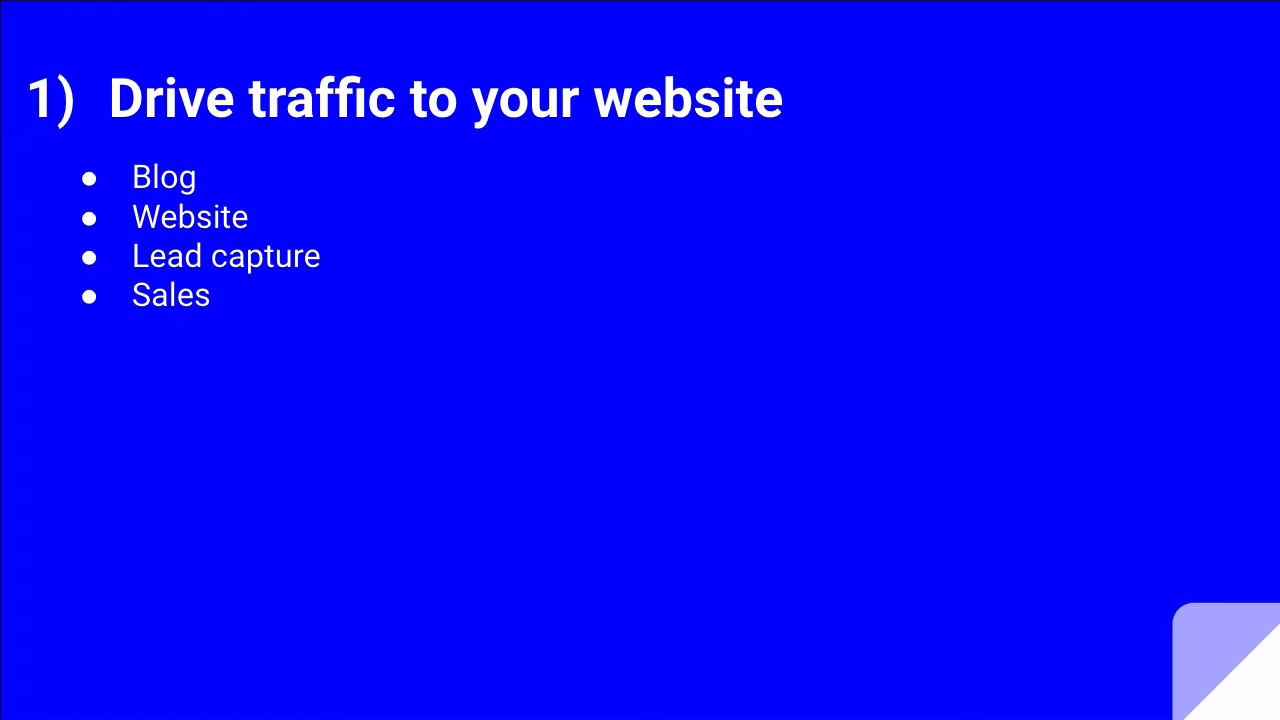 1) Drive traffic to your website
● Blog
● Website
● Lead capture
● Sales